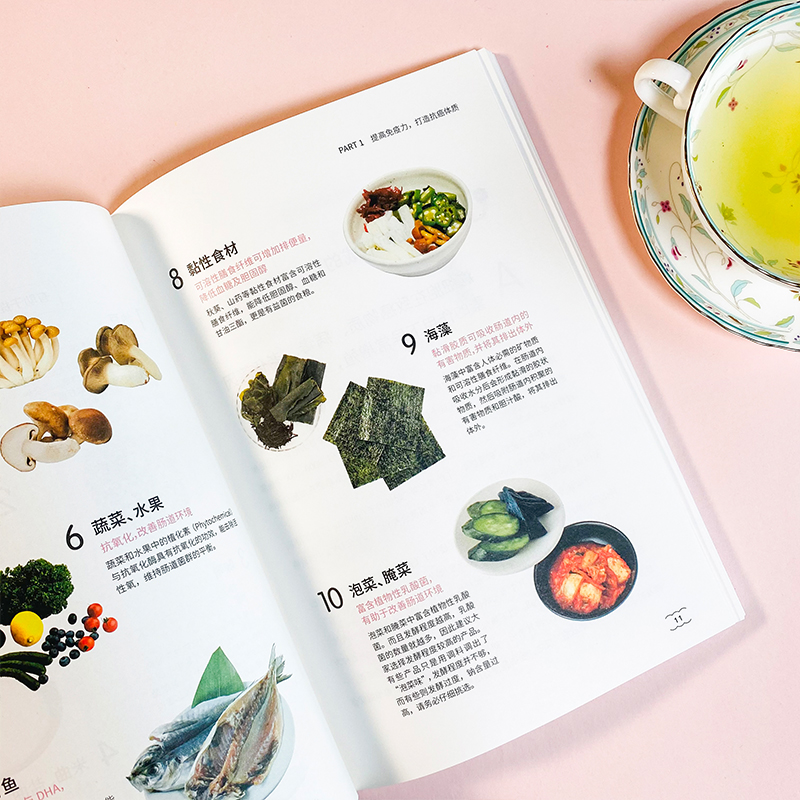 6 蔬菜、水果
抗氧化，改善肠道环境
蔬菜和水果中的植化素（Phytochemical）
与抗氧化酶具有抗氧化的功效，能由除活
性氧，维持肠道菌群的平衡。
鱼
DHA，
PART 1 提高免疫力，打造抗癌体质
8 黏性食材
可溶性膳食纤维可增加排便量，
降低血糖及胆固醇
秋葵、山药等黏性食材富含可溶性
膳食纤维，能降低胆固醇、血糖和
甘油三酯，更是有益菌的食粮。
9 海藻
黏滑胶质可吸收肠道内的
有害物质，并将其排出体外
海藻中富含人体必需的矿物质
和可溶性膳食纤维。在肠道内
吸收水分后会形成黏滑的胶状
物质，然后吸附肠道内积聚的
有害物质和胆汁酸，将其排出
体外。
10 泡菜、腌菜
富含植物性乳酸菌，
有助于改善肠道环境
泡菜和腌菜中富含植物性乳酸
菌。而且发酵程度越高，乳酸
菌的数量就越多，因此建议大
家选择发酵程度较高的产品。
有些产品只是用调料调出了
“泡菜味”，发酵程度并不够，
而有些则发酵过度，钠含量过
高，请务必仔细挑选。
11